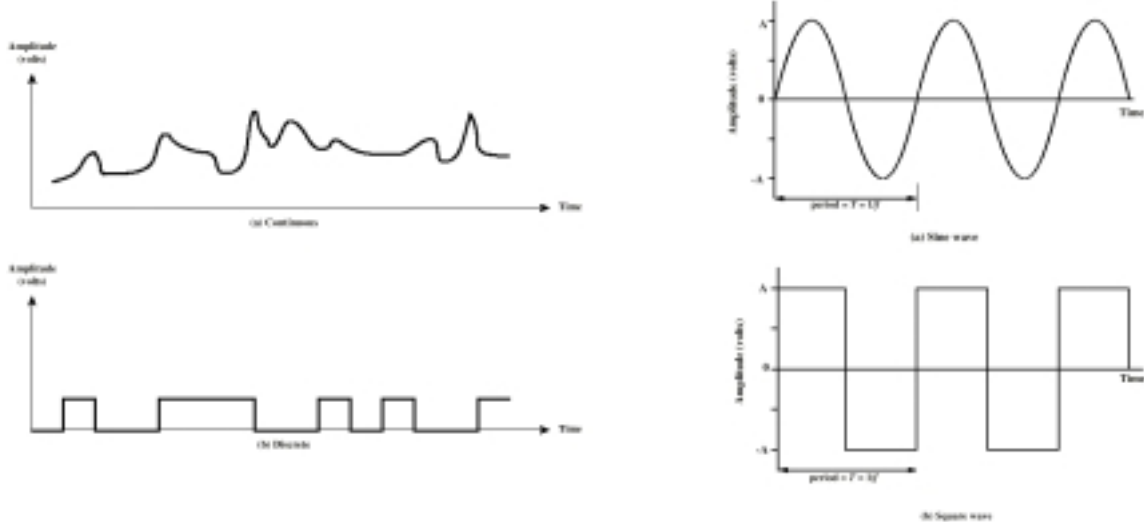 Amplitude
(volts)
Time
(a) Continuous
Amplitude
(volts)
Time
(b) Discrete
A
0
-A
Amplitude (volts)
Time
period = T = 1/f
(a) Sine wave
A
0
-A
Amplitude (volts)
Time
period = T = 1/f
(b) Square wave